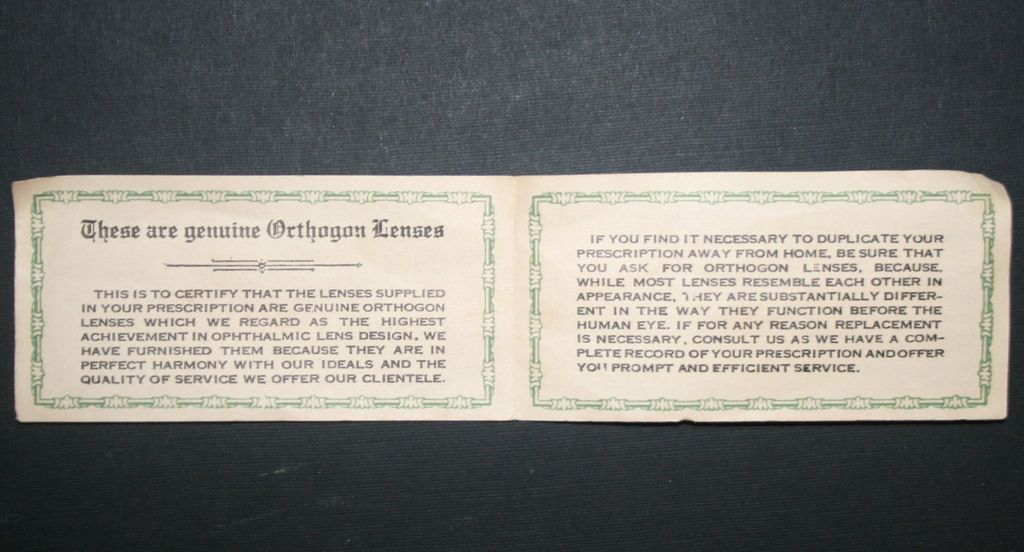 These are genuine Orthogon Lenses
THIS IS TO CERTIFY THAT THE LENSES SUPPLIED
IN YOUR PRESCRIPTION ARE GENUINE ORTHOGON
LENSES WHICH WE REGARD AS THE HIGHEST
ACHIEVEMENT IN OPHTHALMIC LENS DESIGN. WE
HAVE FURNISHED THEM BECAUSE THEY ARE IN
PERFECT HARMONY WITH OUR IDEALS AND THE
QUALITY OF SERVICE WE OFFER OUR CLIENTELE.
IF YOU FIND IT NECESSARY TO DUPLICATE YOUR
PRESCRIPTION AWAY FROM HOME, BE SURE THAT
YOU ASK FOR ORTHOGON LENSES, BECAUSE,
WHILE MOST LENSES RESEMBLE EACH OTHER IN
APPEARANCE, THEY ARE SUBSTANTIALLY DIFFER-
ENT IN THE WAY THEY FUNCTION BEFORE THE
HUMAN EYE. IF FOR ANY REASON REPLACEMENT
IS NECESSARY, CONSULT US AS WE HAVE A COM-
PLETE RECORD OF YOUR PRESCRIPTION AND OFFER
YOU PROMPT AND EFFICIENT SERVICE.